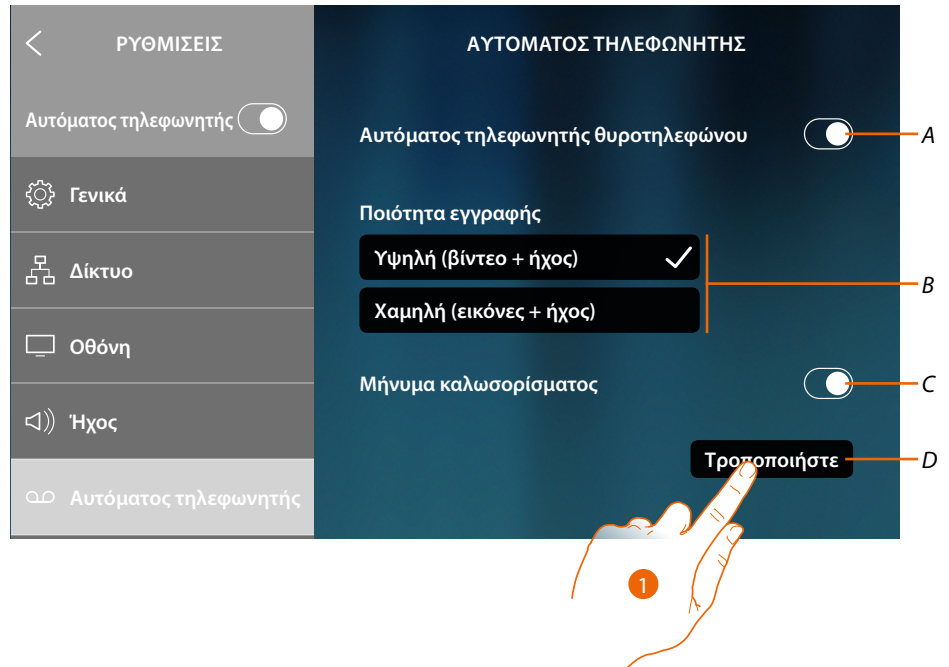 ΡΥΘΜΙΣΕΙΣ
Αυτόματος τηλεφωνητής
Γενικά
Δίκτυο
Οθόνη
Ήχος
Αυτόματος τηλεφωνητής
ΑΥΤΟΜΑΤΟΣ ΤΗΛΕΦΩΝΗΤΗΣ
Αυτόματος τηλεφωνητής θυροτηλεφώνου
A
Ποιότητα εγγραφής
Υψηλή (βίντεο + ήχος)
Χαμηλή (εικόνες + ήχος)
B
Μήνυμα καλωσορίσματος
C
Τροποποιήστε
D
1